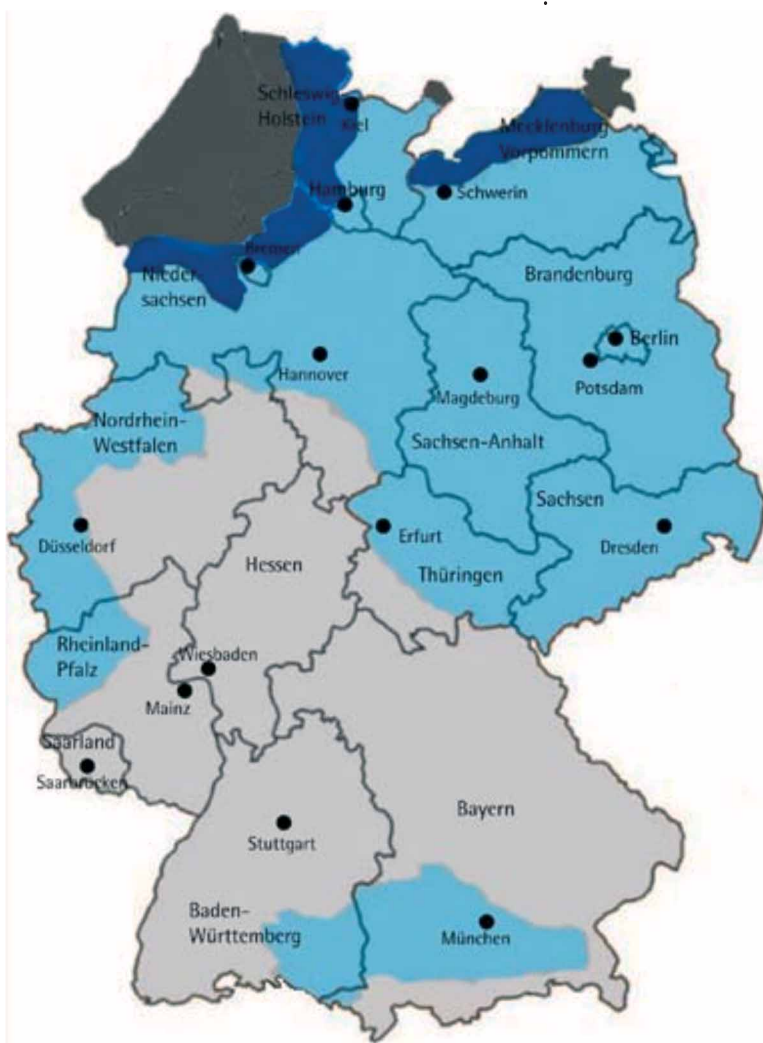 Schleswig
Holstein
Kiel
Mecklenburg
Vorpommern
Hamburg
Schwerin
Bremen
Nieder-
sachsen
Brandenburg
Berlin
Hannover
Potsdam
Magdeburg
Nordrhein-
Westfalen
Sachsen-Anhalt
Sachsen
Düsseldorf
Erfurt
Dresden
Hessen
Thüringen
Rheinland-
Pfalz
Wiesbaden
Mainz
Saarland
Saarbrücken
Bayern
Stuttgart
Baden-
Württemberg
München